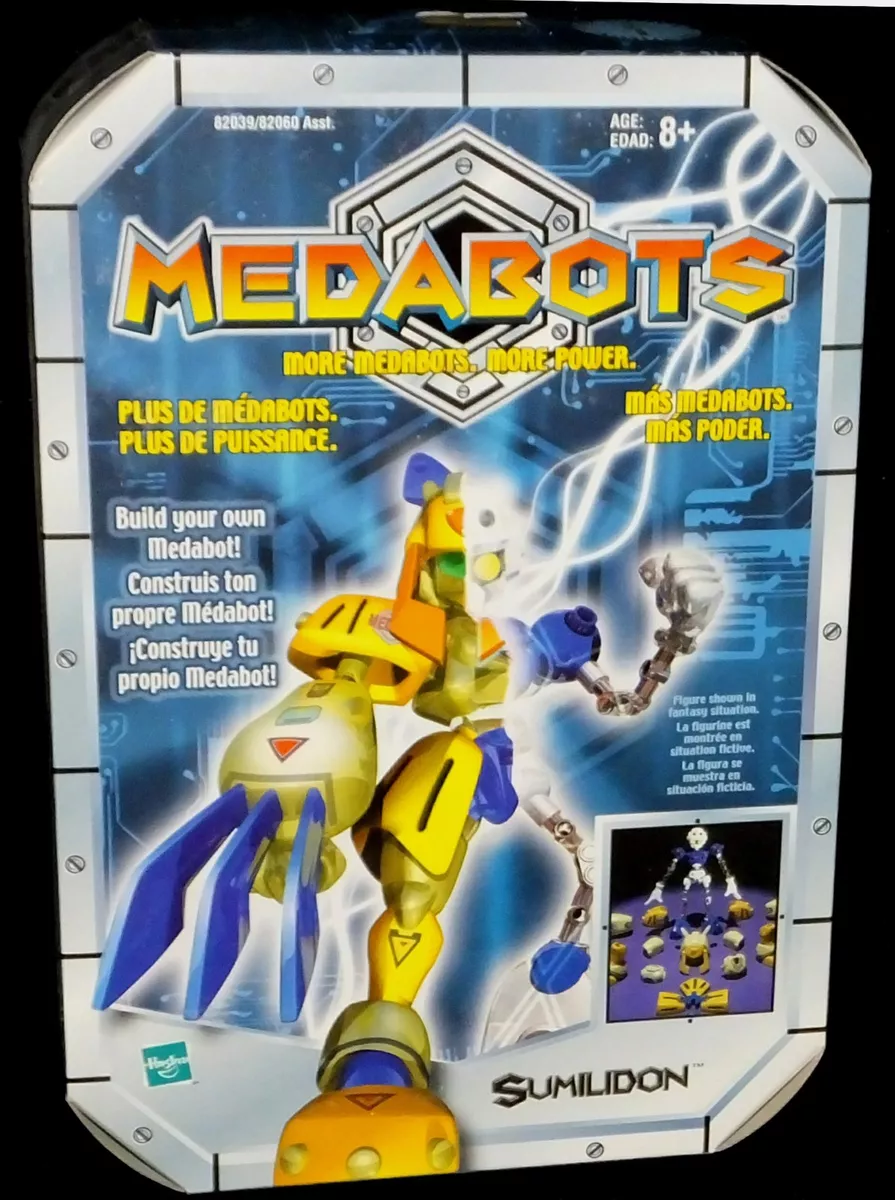 82039/82060 Asst.
AGE:
EDAD: 8+
MEDABOTS
MORE MEDABOTS. MORE POWER.
PLUS DE MÉDABOTS.
PLUS DE PUISSANCE.
MÁS MEDABOTS.
MÁS PODER.
Build your own
Medabot!
Construis ton
propre Médabot!
¡Construye tu
propio Medabot!
Figure shown in
fantasy situation.
La figurine est
montrée en
situation fictive.
La figura se
muestra en
situación ficticia.
Hasbro
SUMILIDON™